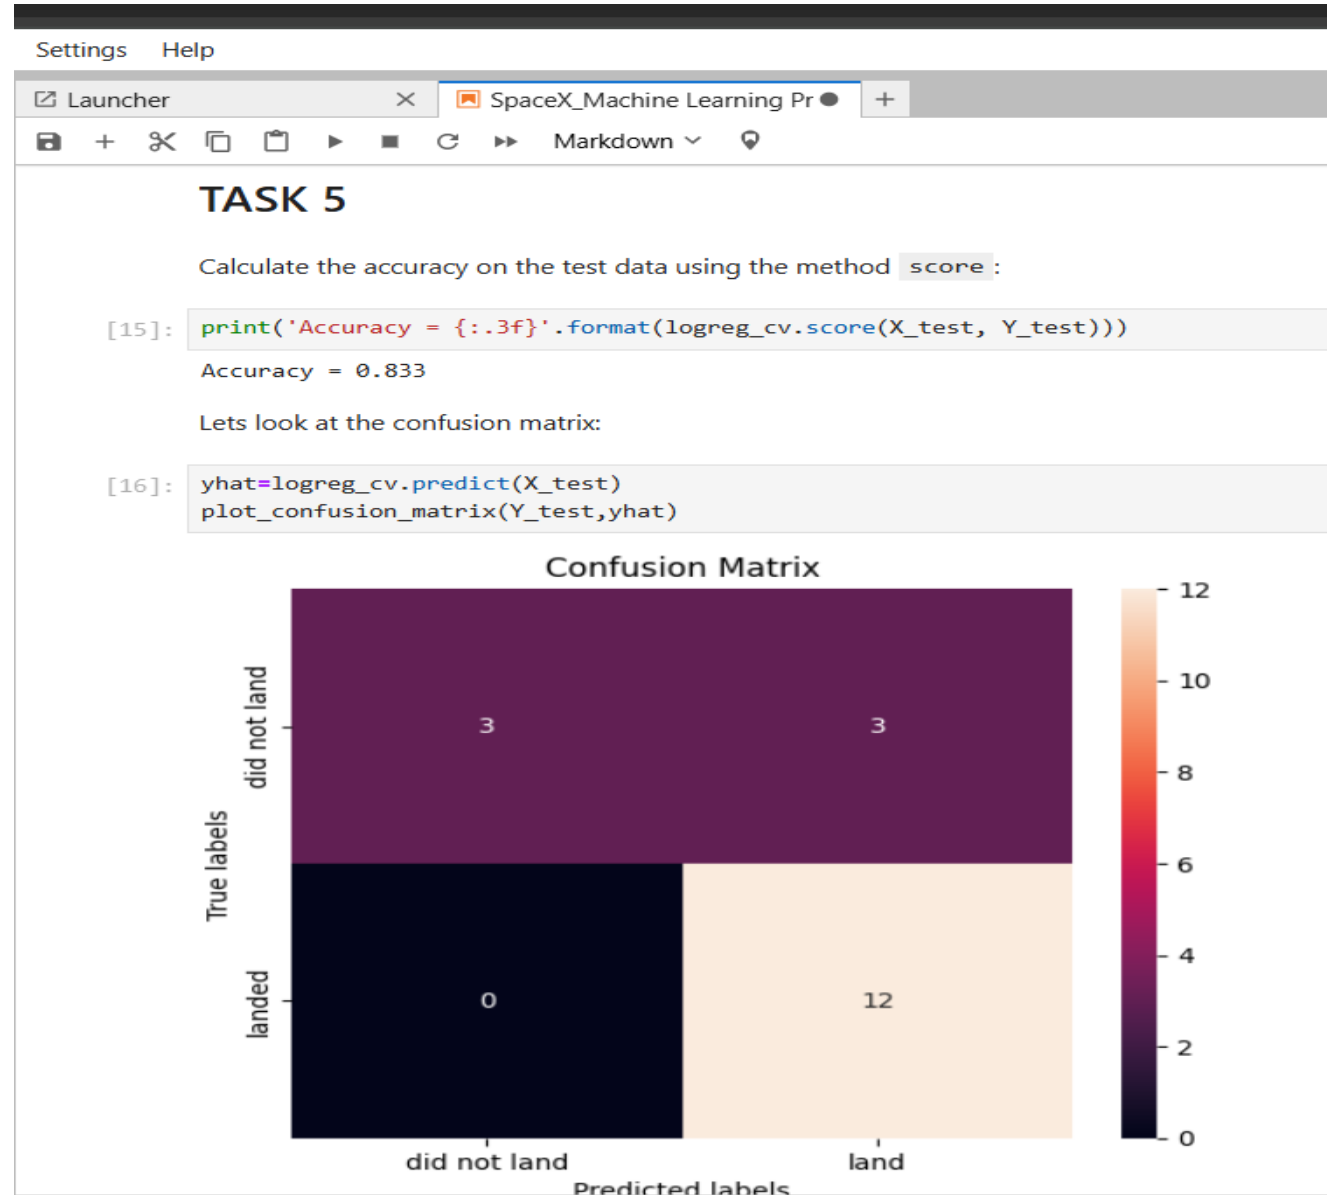 Settings Help
Launcher SpaceX_Machine Learning Pr
Markdown
TASK 5
Calculate the accuracy on the test data using the method score:
[15]: print('Accuracy = {:.3f}'.format(logreg_cv.score(X_test, Y_test)))
Accuracy = 0.833
Lets look at the confusion matrix:
[16]: yhat=logreg_cv.predict(X_test)
plot_confusion_matrix(Y_test,yhat)
Confusion Matrix
True labels
did not land
3 3
landed
0 12
did not land land
Predicted labels
12
10
8
6
4
2
0